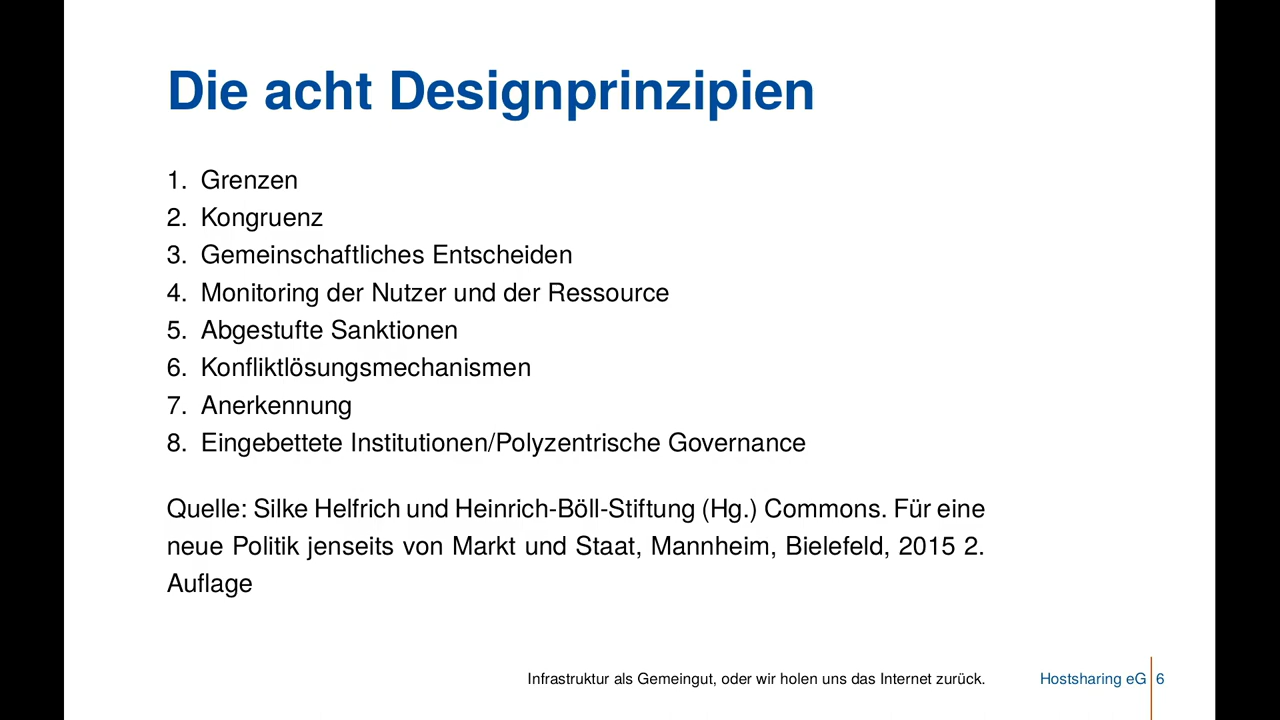 Die acht Designprinzipien
1. Grenzen
2. Kongruenz
3. Gemeinschaftliches Entscheiden
4. Monitoring der Nutzer und der Ressource
5. Abgestufte Sanktionen
6. Konfliktlösungsmechanismen
7. Anerkennung
8. Eingebettete Institutionen/Polyzentrische Governance
Quelle: Silke Helfrich und Heinrich-Böll-Stiftung (Hg.) Commons. Für eine
neue Politik jenseits von Markt und Staat, Mannheim, Bielefeld, 2015 2.
Auflage
Infrastruktur als Gemeingut, oder wir holen uns das Internet zurück. Hostsharing eG 6